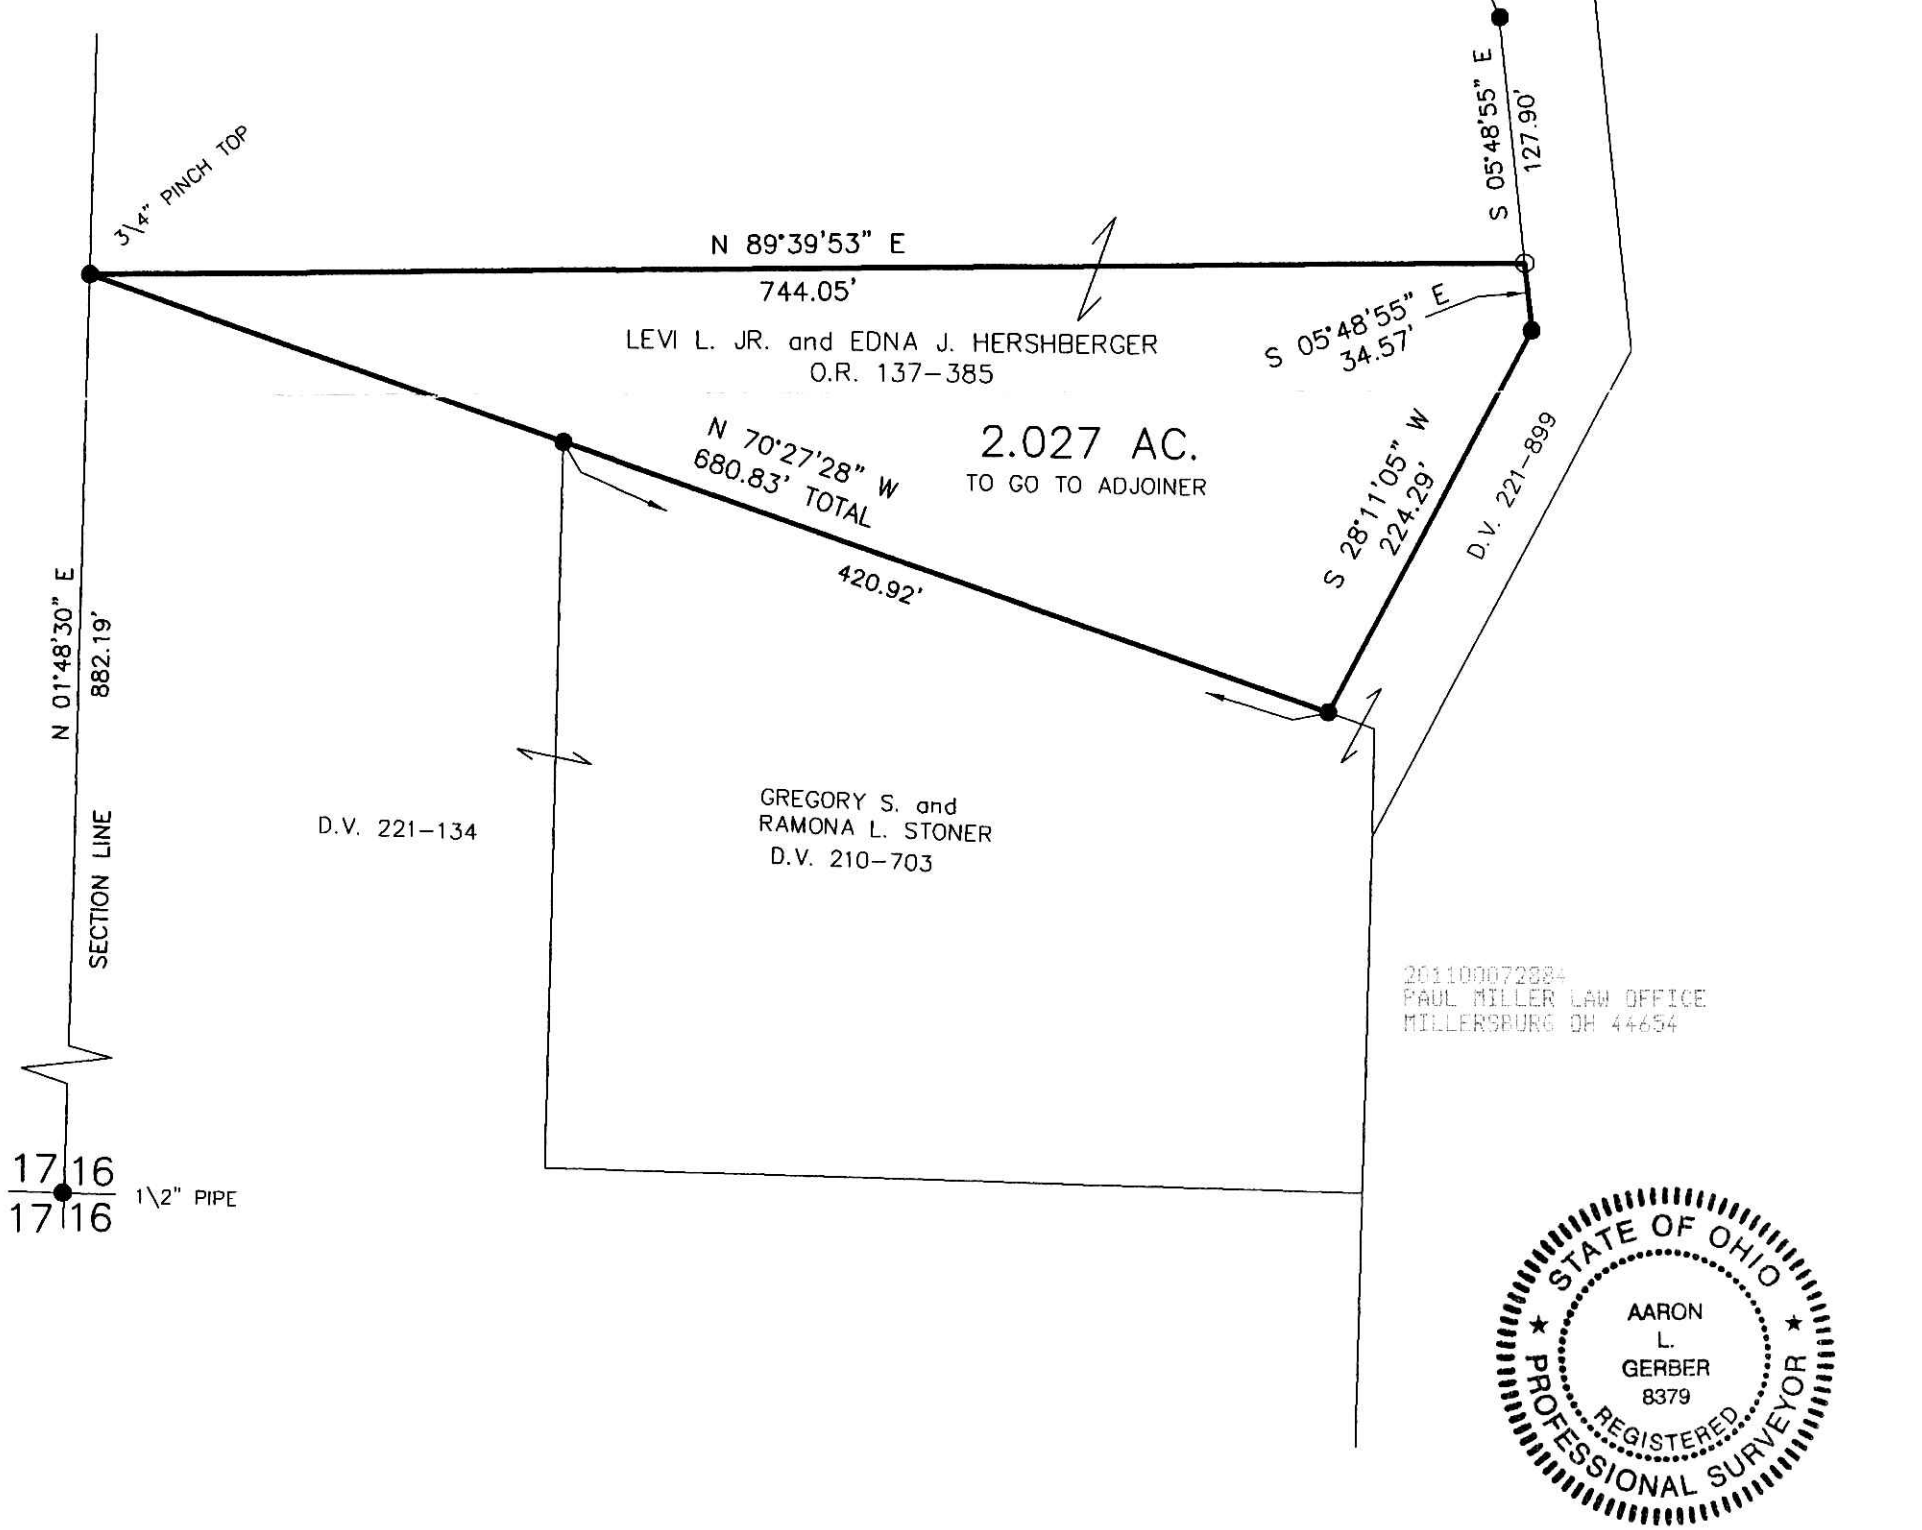 S 05°48'55" E
127.90'
3\4" PINCH TOP
N 89°39'53" E
744.05'
LEVI L. JR. and EDNA J. HERSHBERGER
O.R. 137-385
S 05°48'55" E
34.57'
N 70°27'28" W
680.83' TOTAL
2.027 AC.
TO GO TO ADJOINER
S 28°11'05" W
224.29'
D.V. 221-899
420.92'
N 01°48'30" E
882.19'
SECTION LINE
D.V. 221-134
GREGORY S. and
RAMONA L. STONER
D.V. 210-703
201100072884
PAUL MILLER LAW OFFICE
MILLERSBURG OH 44654
17 16
17 16
1\2" PIPE
STATE OF OHIO
AARON
L.
GERBER
8379
REGISTERED
PROFESSIONAL SURVEYOR